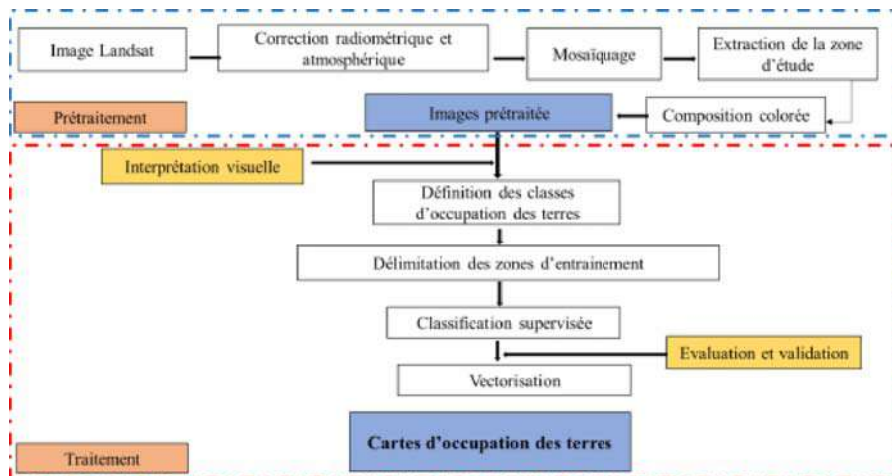 Image Landsat
Correction radiométrique et
atmosphérique
Mosaïquage
Extraction de la zone
d'étude
Prétraitement
Images prétraitée
Composition colorée
Interprétation visuelle
Définition des classes
d'occupation des terres
Délimitation des zones d'entrainement
Classification supervisée
Evaluation et validation
Vectorisation
Cartes d'occupation des terres
Traitement